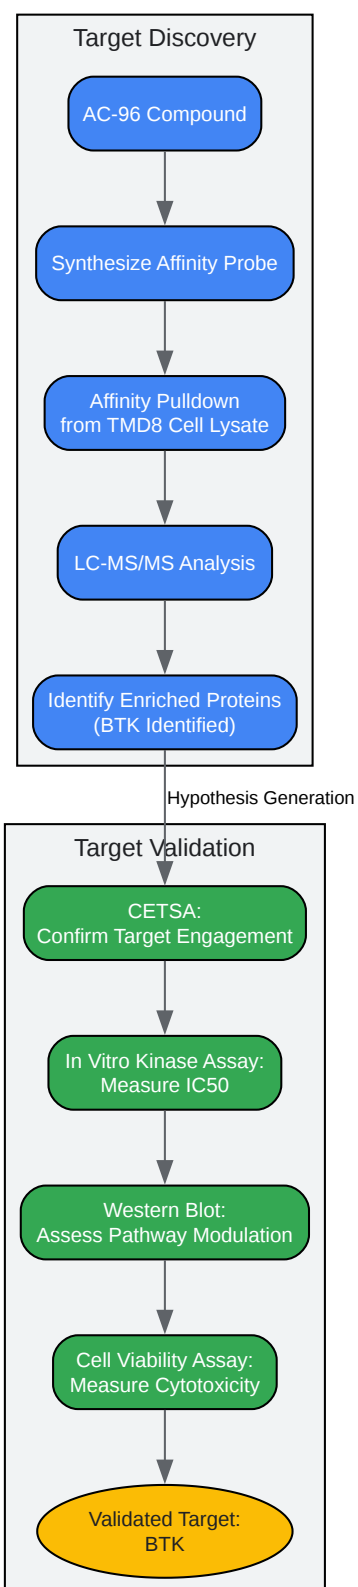 Target Discovery
AC-96 Compound
Synthesize Affinity Probe
Affinity Pulldown
from TMD8 Cell Lysate
LC-MS/MS Analysis
Identify Enriched Proteins
(BTK Identified)
Hypothesis Generation
Target Validation
CETSA:
Confirm Target Engagement
In Vitro Kinase Assay:
Measure IC50
Western Blot:
Assess Pathway Modulation
Cell Viability Assay:
Measure Cytotoxicity
Validated Target:
BTK